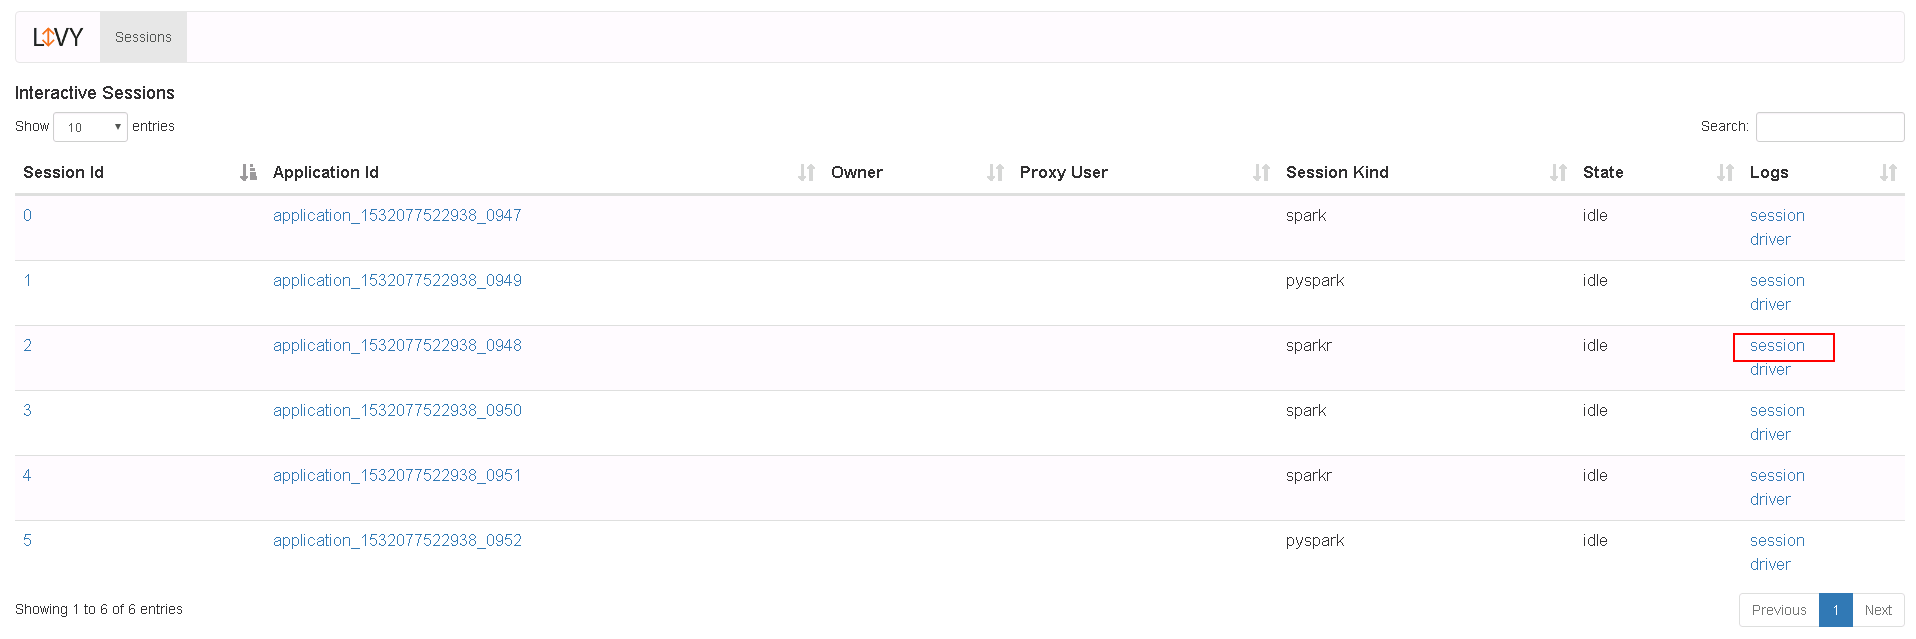 LIVY Sessions
Interactive Sessions
Show 10 entries Search:
Session Id Application Id Owner Proxy User Session Kind State Logs
0 application_1532077522938_0947 spark idle session
driver
1 application_1532077522938_0949 pyspark idle session
driver
2 application_1532077522938_0948 sparkr idle session
driver
3 application_1532077522938_0950 spark idle session
driver
4 application_1532077522938_0951 sparkr idle session
driver
5 application_1532077522938_0952 pyspark idle session
driver
Showing 1 to 6 of 6 entries Previous 1 Next